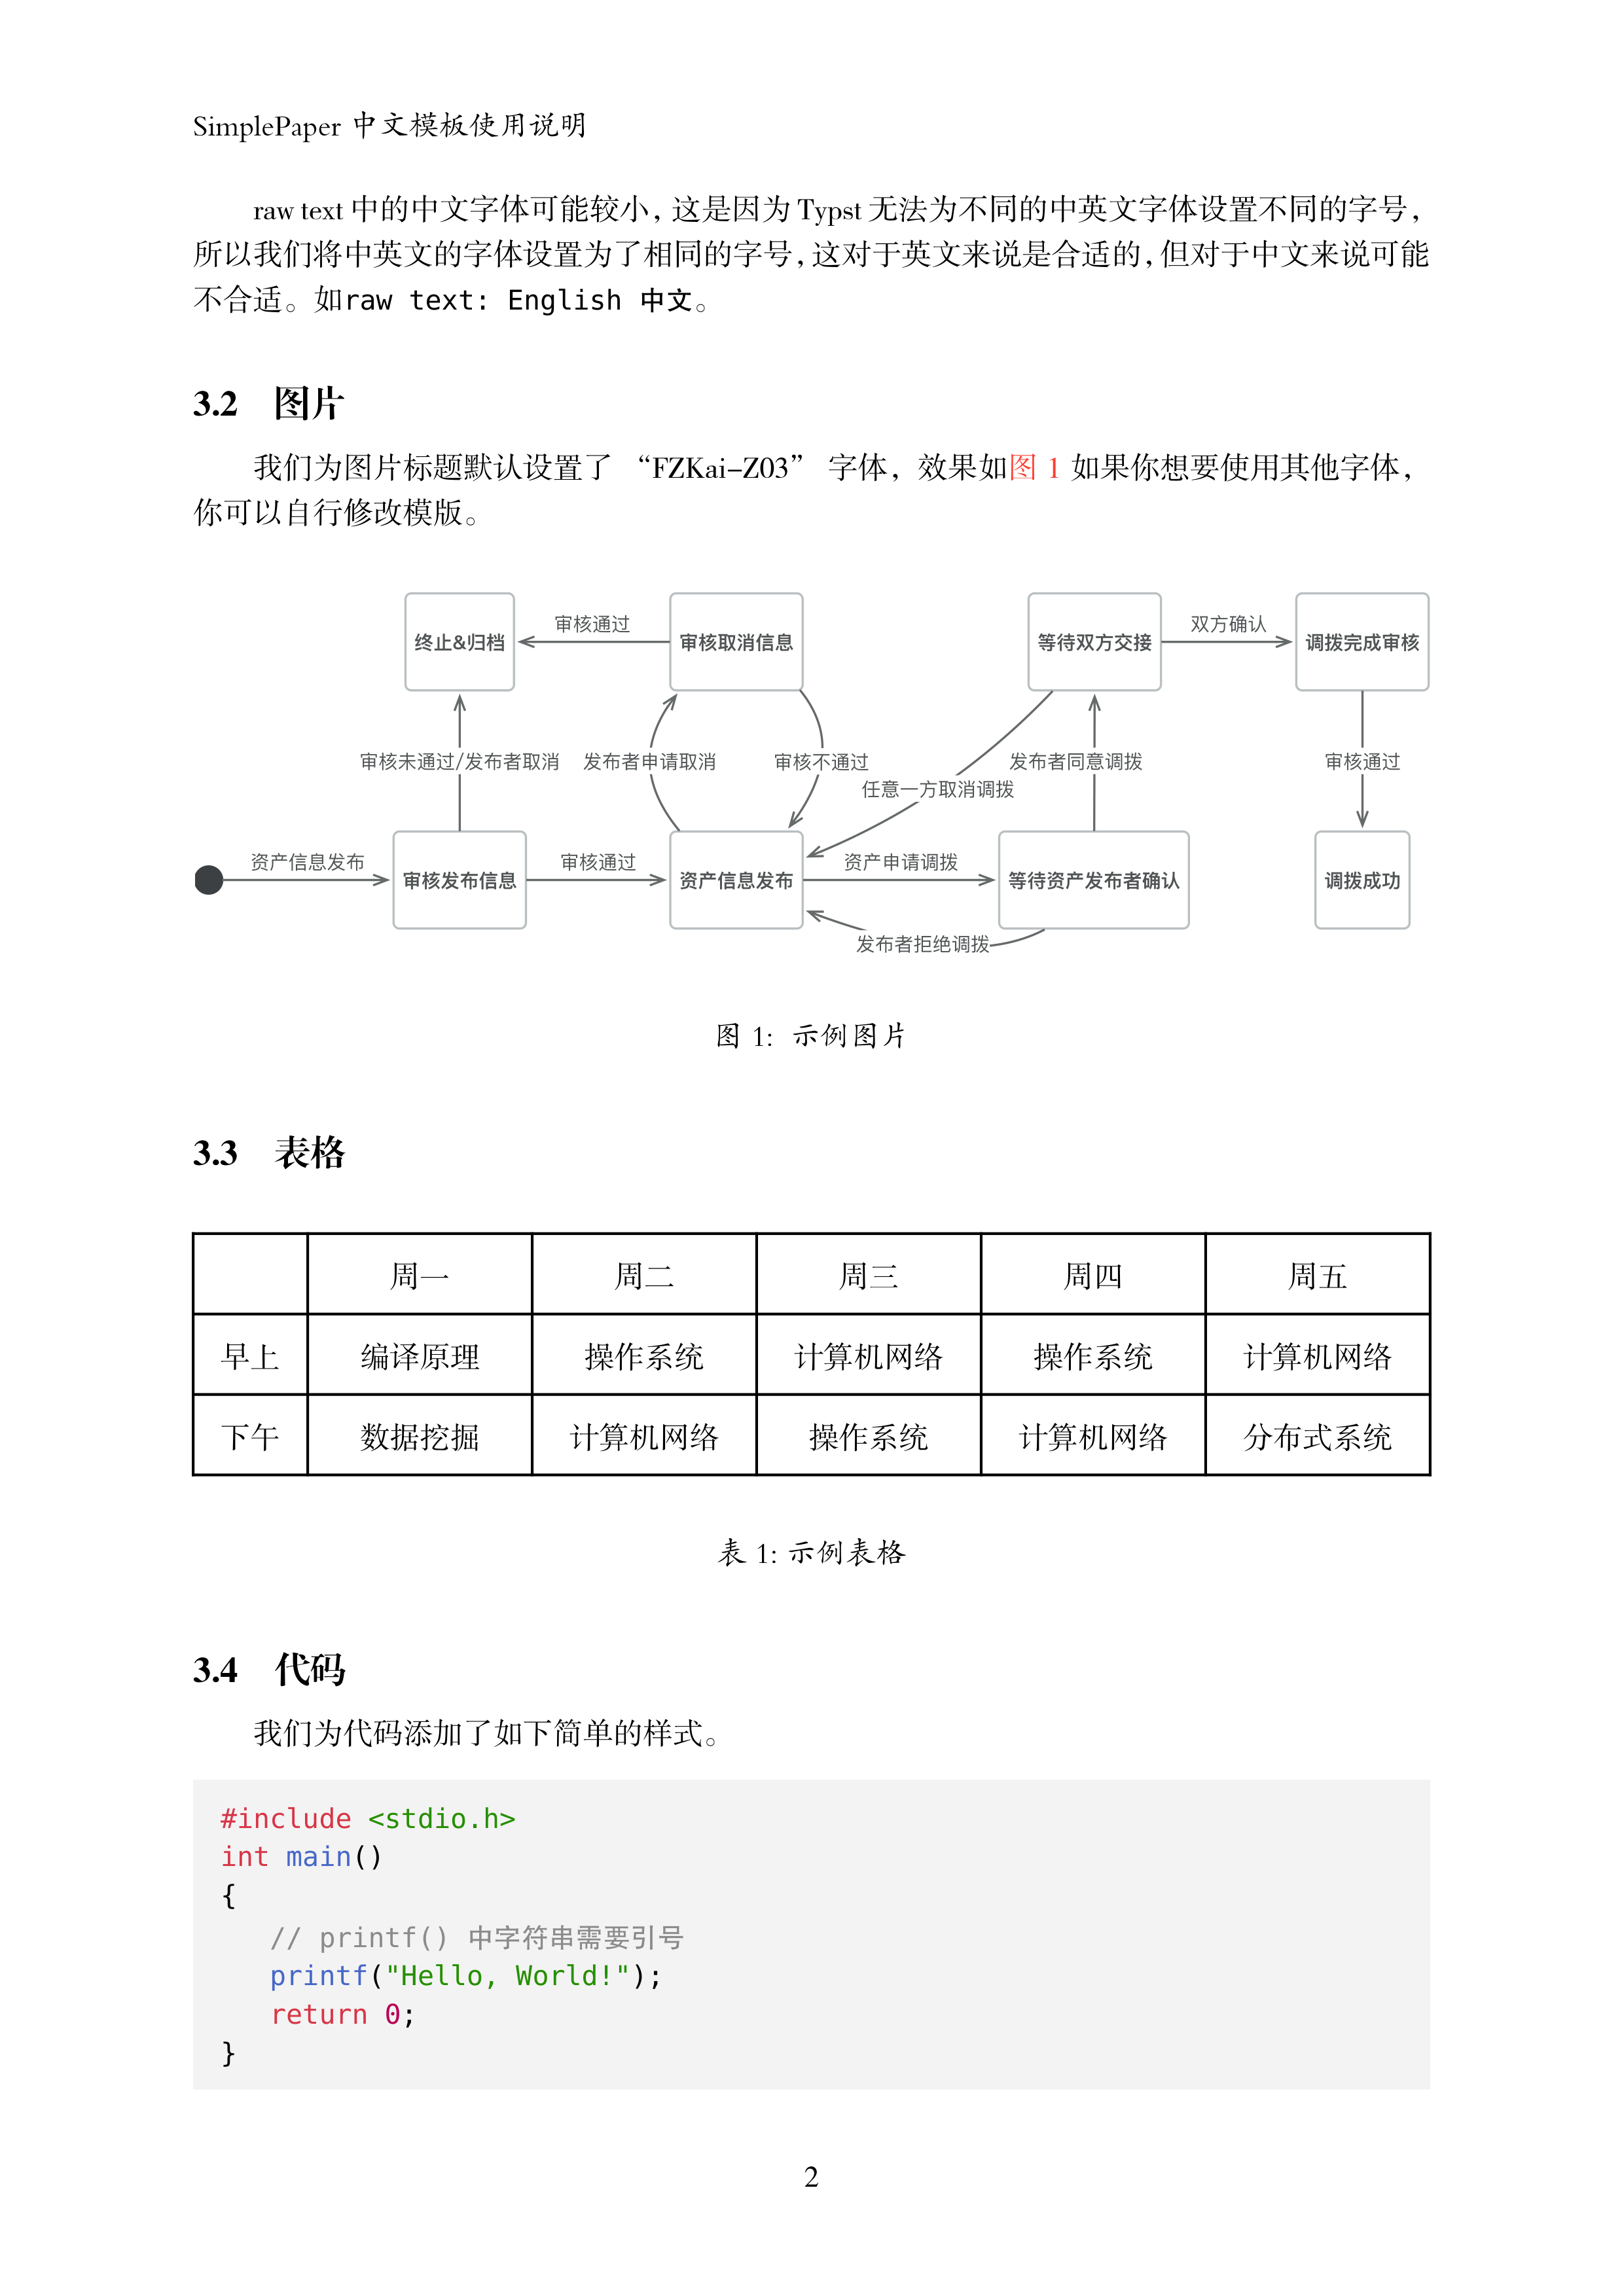 SimplePaper 中文模板使用说明
raw text 中的中文字体可能较小，这是因为 Typst 无法为不同的中英文字体设置不同的字号，
所以我们将中英文的字体设置为了相同的字号，这对于英文来说是合适的，但对于中文来说可能
不合适。如raw text: English 中文。
3.2 图片
我们为图片标题默认设置了 “FZKai-Z03” 字体，效果如图 1 如果你想要使用其他字体，
你可以自行修改模版。
终止&归档
审核通过
审核取消信息
等待双方交接
双方确认
调拨完成审核
审核未通过/发布者取消
发布者申请取消
审核不通过
任意一方取消调拨
发布者同意调拨
审核通过
资产信息发布
审核发布信息
审核通过
资产信息发布
资产申请调拨
等待资产发布者确认
调拨成功
发布者拒绝调拨
图 1: 示例图片
3.3 表格
周一 周二 周三 周四 周五
早上 编译原理 操作系统 计算机网络 操作系统 计算机网络
下午 数据挖掘 计算机网络 操作系统 计算机网络 分布式系统
表 1: 示例表格
3.4 代码
我们为代码添加了如下简单的样式。
#include <stdio.h>
int main()
{
   // printf() 中字符串需要引号
   printf("Hello, World!");
   return 0;
}
2